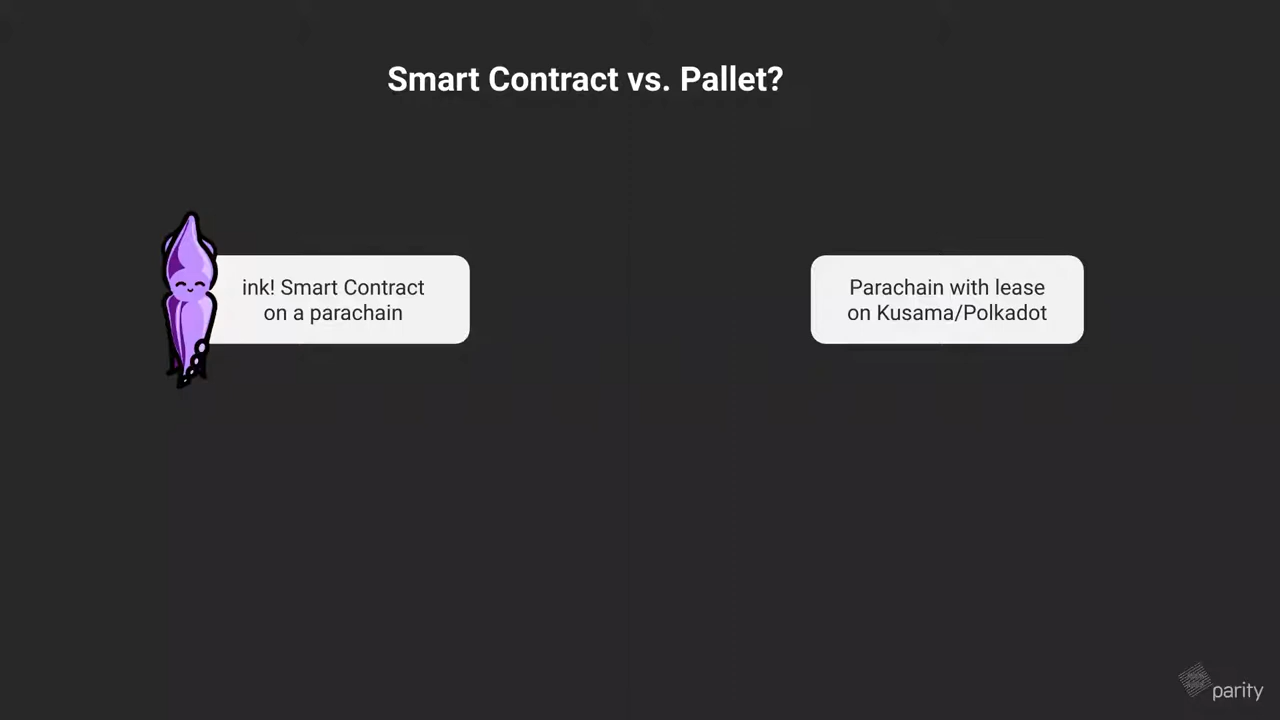 Smart Contract vs. Pallet?
ink! Smart Contract
on a parachain
Parachain with lease
on Kusama/Polkadot
parity